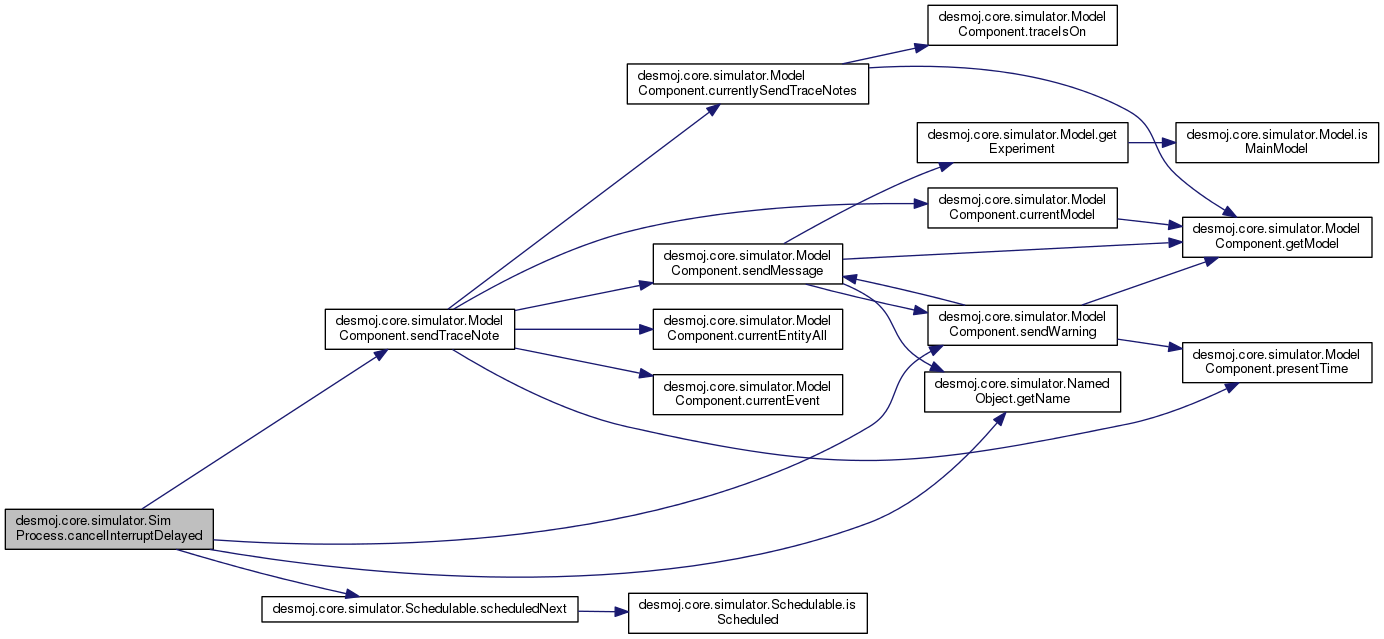 desmoj.core.simulator.Model
Component.traceIsOn
desmoj.core.simulator.Model
Component.currentlySendTraceNotes
desmoj.core.simulator.Model.get
Experiment
desmoj.core.simulator.Model.is
MainModel
desmoj.core.simulator.Model
Component.currentModel
desmoj.core.simulator.Model
Component.getModel
desmoj.core.simulator.Model
Component.sendMessage
desmoj.core.simulator.Model
Component.sendTraceNote
desmoj.core.simulator.Model
Component.currentEntityAll
desmoj.core.simulator.Model
Component.sendWarning
desmoj.core.simulator.Model
Component.presentTime
desmoj.core.simulator.Model
Component.currentEvent
desmoj.core.simulator.Named
Object.getName
desmoj.core.simulator.Sim
Process.cancelInterruptDelayed
desmoj.core.simulator.Schedulable.scheduledNext
desmoj.core.simulator.Schedulable.is
Scheduled